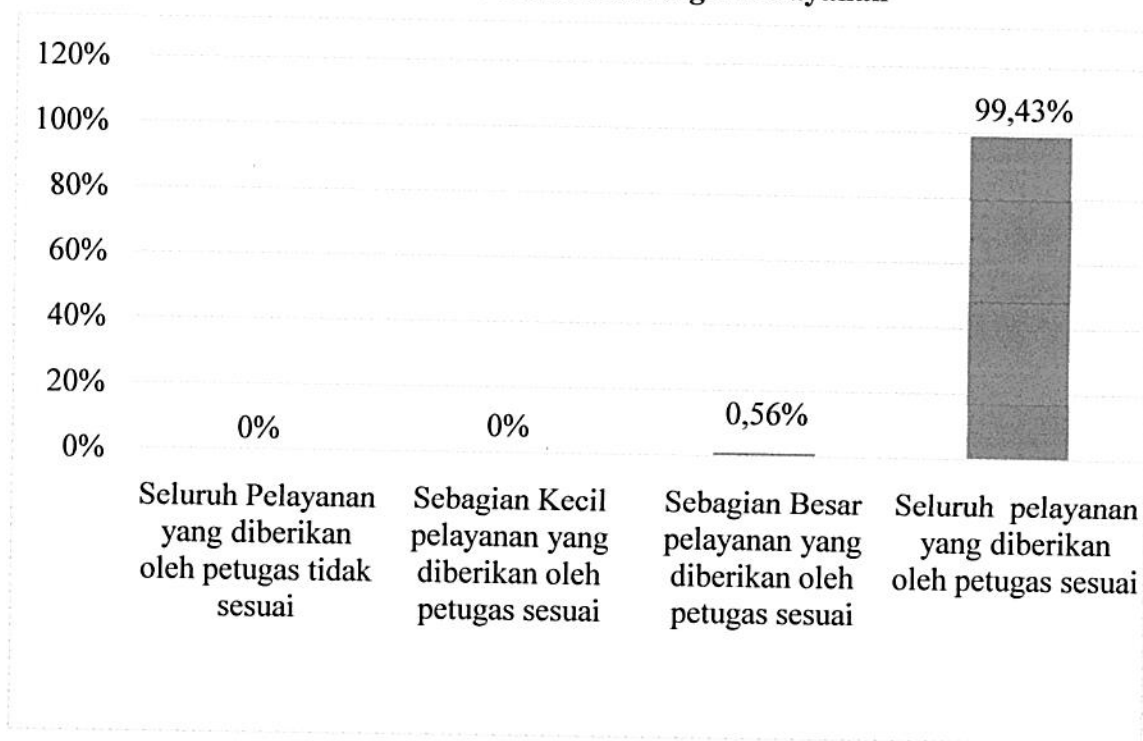 120%
100%
80%
60%
40%
20%
0%
0%
0%
0,56%
99,43%
Seluruh Pelayanan
yang diberikan
oleh petugas tidak
sesuai
Sebagian Kecil
pelayanan yang
diberikan oleh
petugas sesuai
Sebagian Besar
pelayanan yang
diberikan oleh
petugas sesuai
Seluruh pelayanan
yang diberikan
oleh petugas sesuai